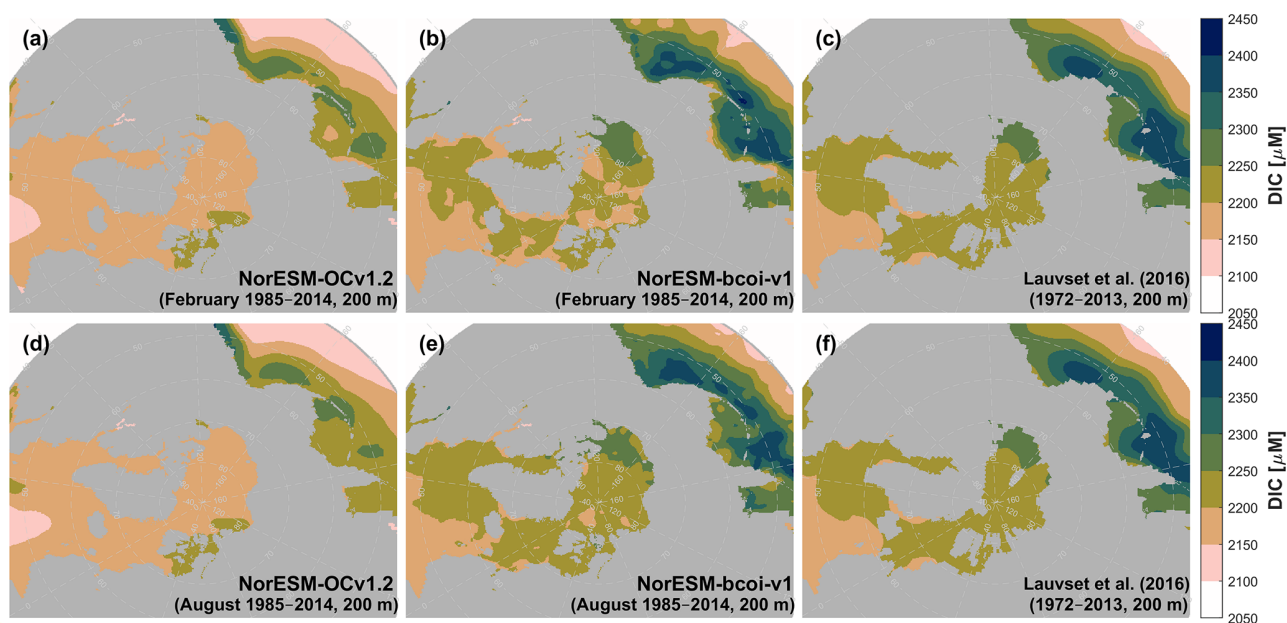 (a)
NorESM-OCv1.2
(February 1985−2014, 200 m)
(b)
NorESM-bcoi-v1
(February 1985−2014, 200 m)
(c)
Lauvset et al. (2016)
(1972−2013, 200 m)
2450
2400
2350
2300
2250
2200
2150
2100
2050
DIC [μM]
(d)
NorESM-OCv1.2
(August 1985−2014, 200 m)
(e)
NorESM-bcoi-v1
(August 1985−2014, 200 m)
(f)
Lauvset et al. (2016)
(1972−2013, 200 m)
2450
2400
2350
2300
2250
2200
2150
2100
2050
DIC [μM]